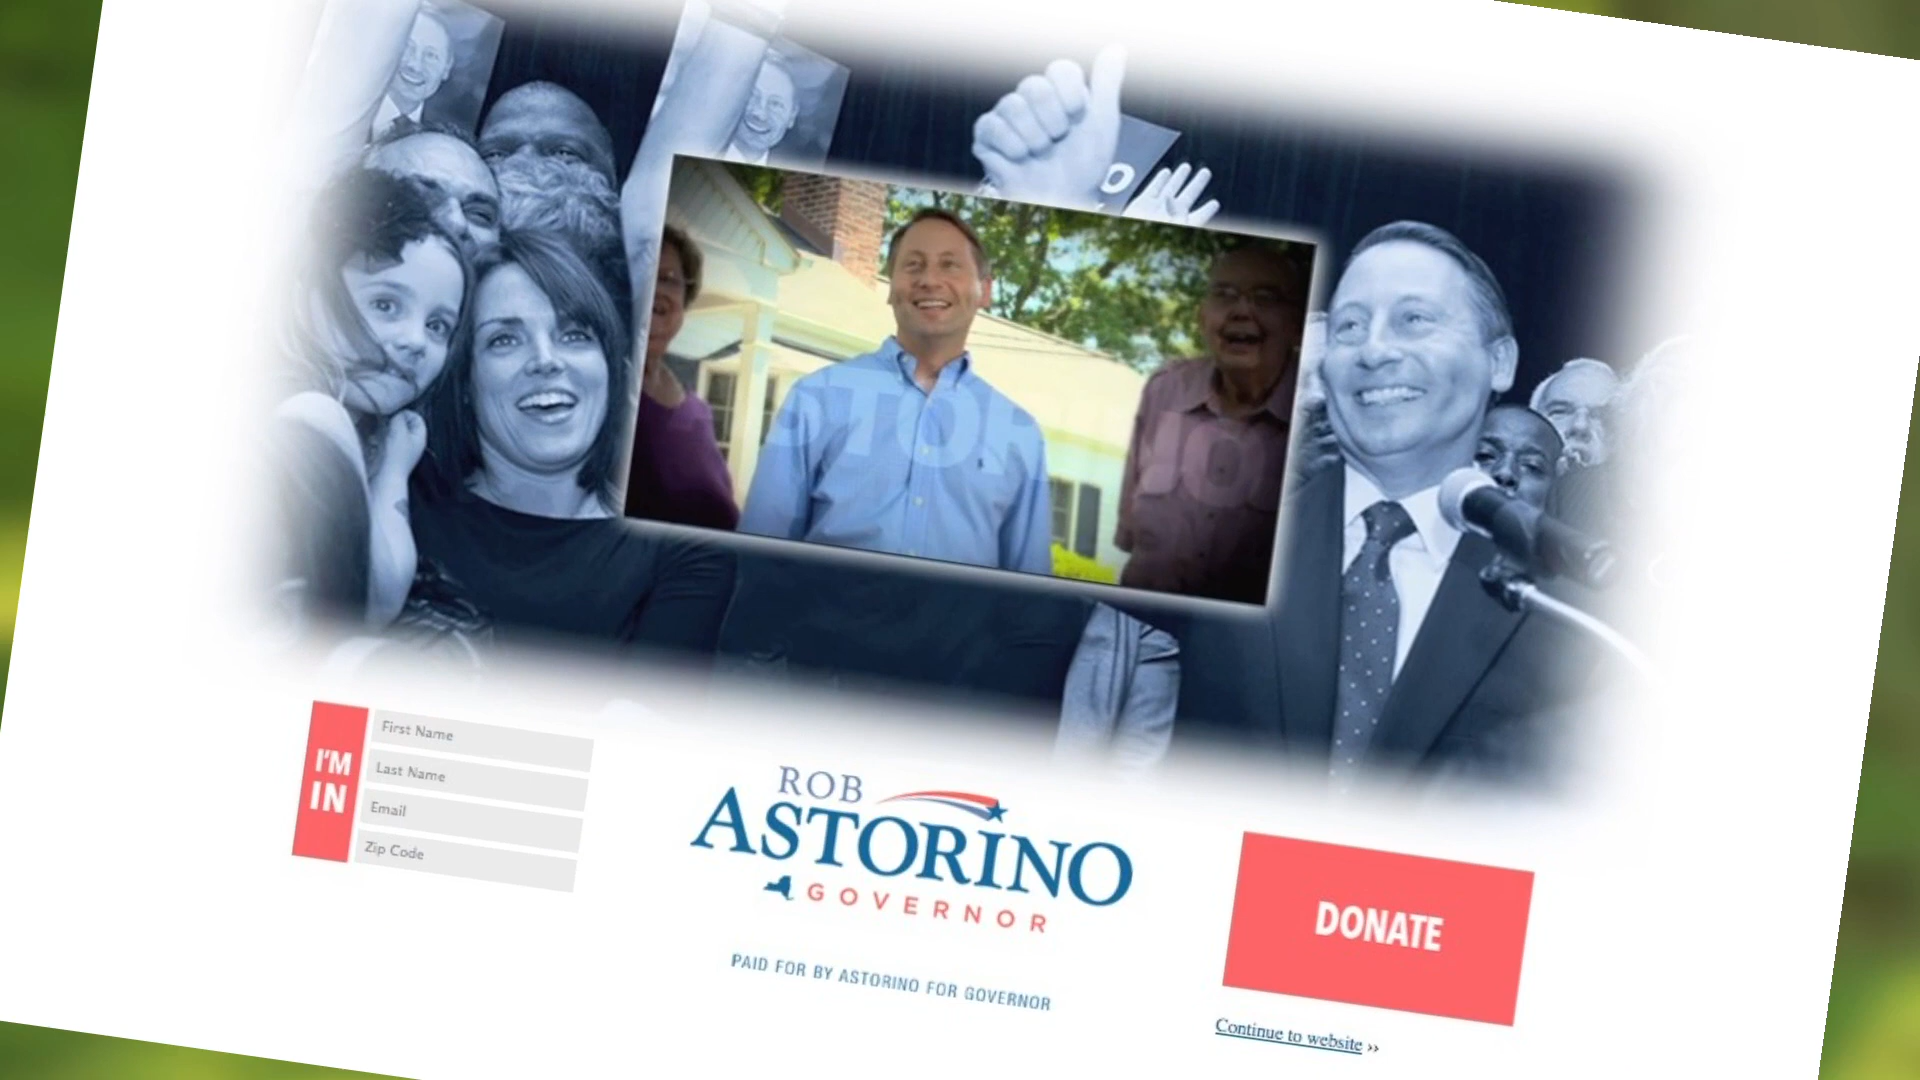 O
ASTORINO
I'M
IN
First Name
Last Name
Email
Zip Code
ROB
ASTORINO
GOVERNOR
PAID FOR BY ASTORINO FOR GOVERNOR
DONATE
Continue to website ››